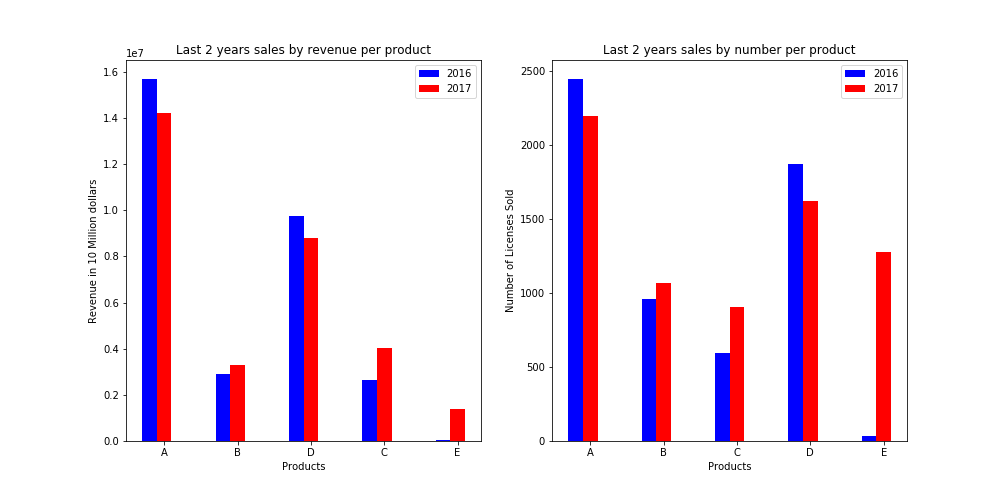 Last 2 years sales by revenue per product
1e7
Revenue in 10 Million dollars
1.6
1.4
1.2
1.0
0.8
0.6
0.4
0.2
0.0
2016
2017
A B D C E
Products
Last 2 years sales by number per product
Number of Licenses Sold
2500
2000
1500
1000
500
0
2016
2017
A B C D E
Products